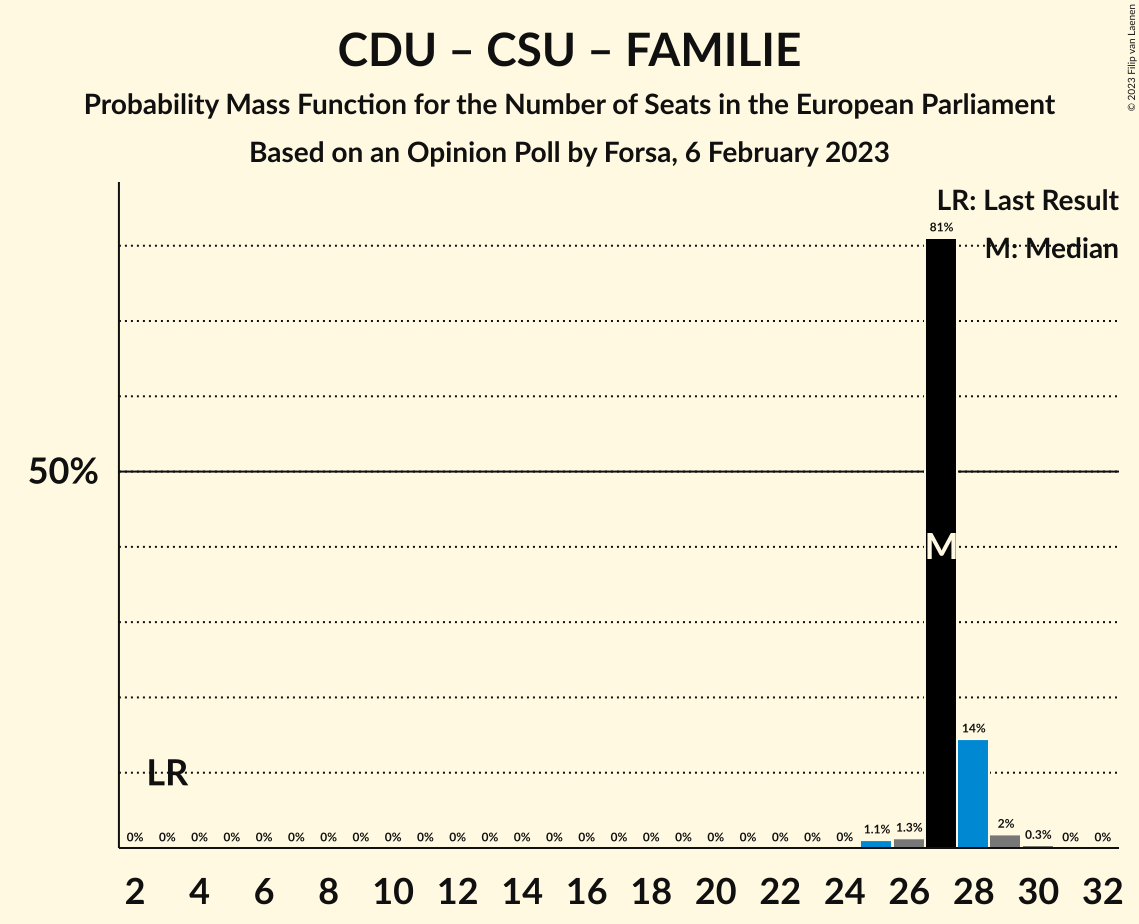 CDU – CSU – FAMILIE
Probability Mass Function for the Number of Seats in the European Parliament
Based on an Opinion Poll by Forsa, 6 February 2023
© 2023 Filip van Laenen
LR: Last Result
M: Median
81%
50%
M
14%
LR
0% 0% 0% 0% 0% 0% 0% 0% 0% 0% 0% 0% 0% 0% 0% 0% 0% 0% 0% 0% 0% 0% 0% 1.1% 1.3% 2% 0.3% 0% 0%
2 4 6 8 10 12 14 16 18 20 22 24 26 28 30 32